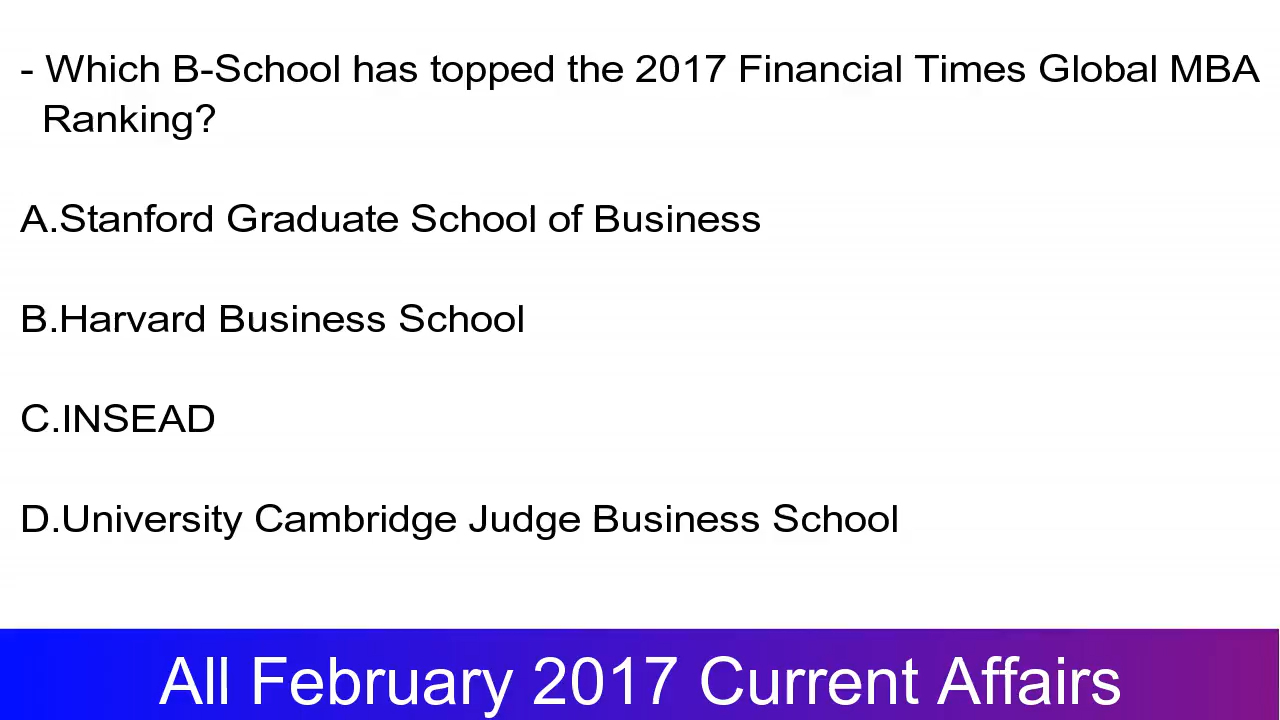 - Which B-School has topped the 2017 Financial Times Global MBA
Ranking?
A.Stanford Graduate School of Business
B.Harvard Business School
C.INSEAD
D.University Cambridge Judge Business School
All February 2017 Current Affairs